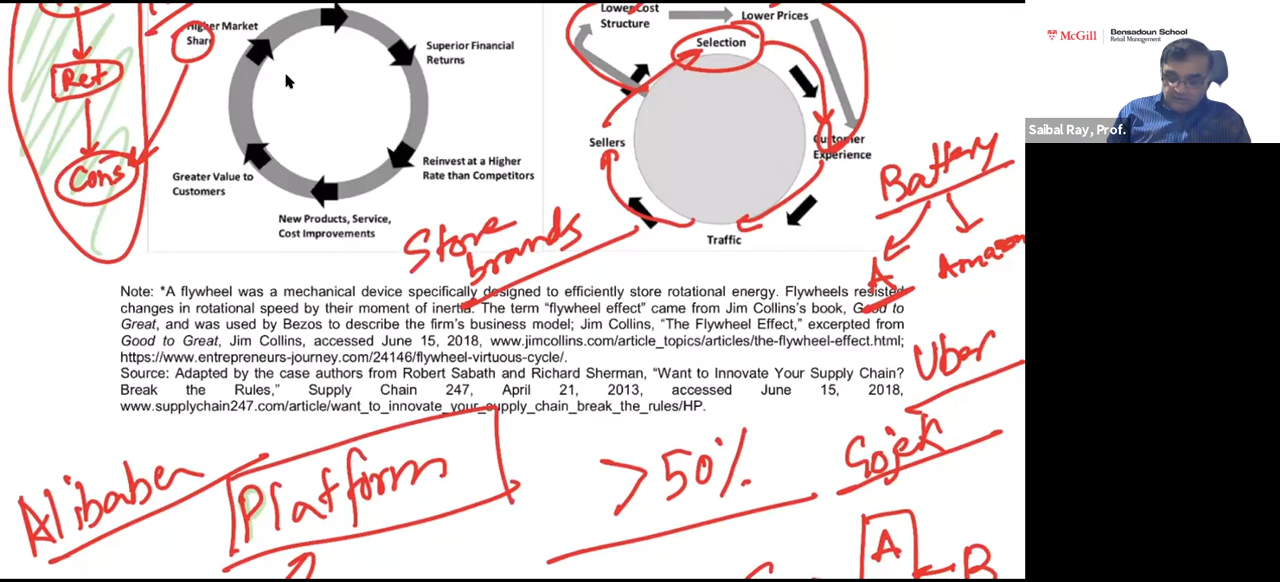 Higher Market
Share
Superior Financial
Returns
Reinvest at a Higher
Rate than Competitors
New Products, Service,
Cost Improvements
Greater Value to
Customers
Ret
Cons
Lower Cost
Structure
Lower Prices
Selection
Customer
Experience
Sellers
Traffic
Store
brands
Battery
A
Amazon
Note: *A flywheel was a mechanical device specifically designed to efficiently store rotational energy. Flywheels resisted
changes in rotational speed by their moment of inertia. The term “flywheel effect” came from Jim Collins’s book, Good to
Great, and was used by Bezos to describe the firm’s business model; Jim Collins, “The Flywheel Effect,” excerpted from
Good to Great, Jim Collins, accessed June 15, 2018, www.jimcollins.com/article_topics/articles/the-flywheel-effect.html;
https://www.entrepreneurs-journey.com/24146/flywheel-virtuous-cycle/.
Source: Adapted by the case authors from Robert Sabath and Richard Sherman, “Want to Innovate Your Supply Chain?
Break the Rules,” Supply Chain 247, April 21, 2013, accessed June 15, 2018,
www.supplychain247.com/article/want_to_innovate_your_supply_chain_break_the_rules/HP.
Uber
Gojek
Alibaba
Platform
>50%
A
B
McGill
Bensadoun School
Retail Management
Saibal Ray, Prof.